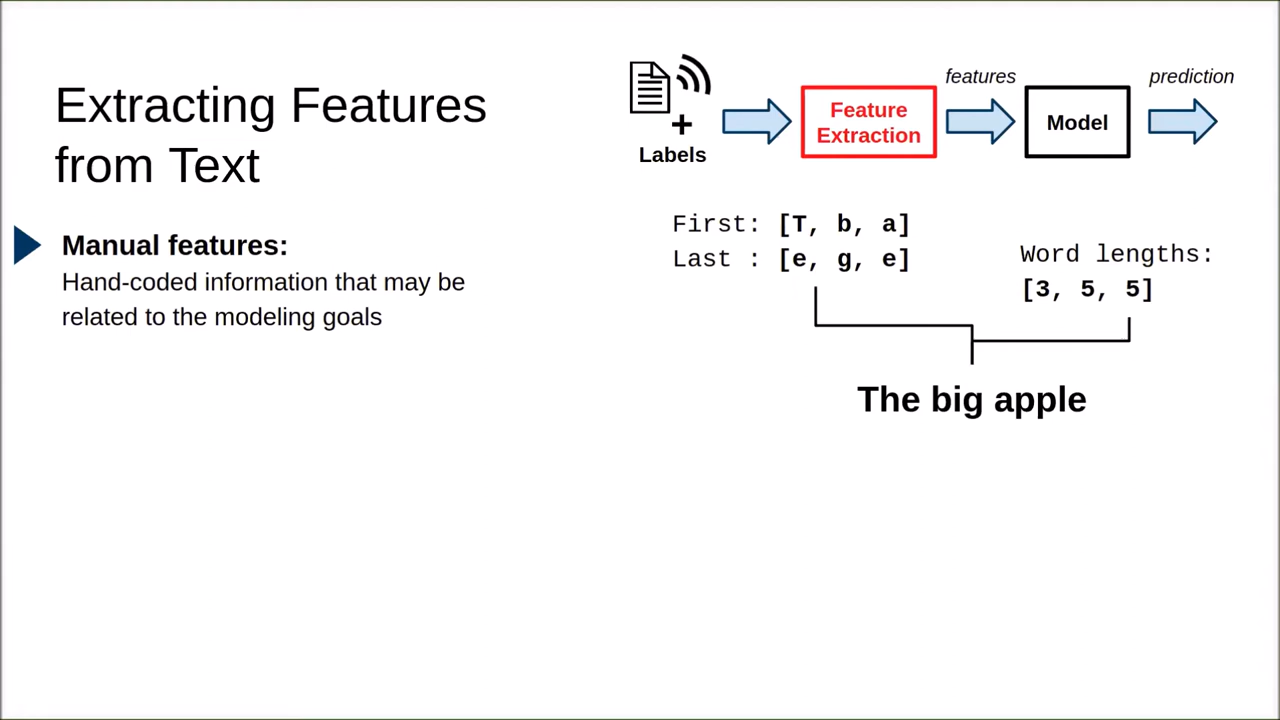 Extracting Features
from Text
Manual features:
Hand-coded information that may be
related to the modeling goals
+
Labels
Feature
Extraction
features
Model
prediction
First: [T, b, a]
Last : [e, g, e]
Word lengths:
[3, 5, 5]
The big apple